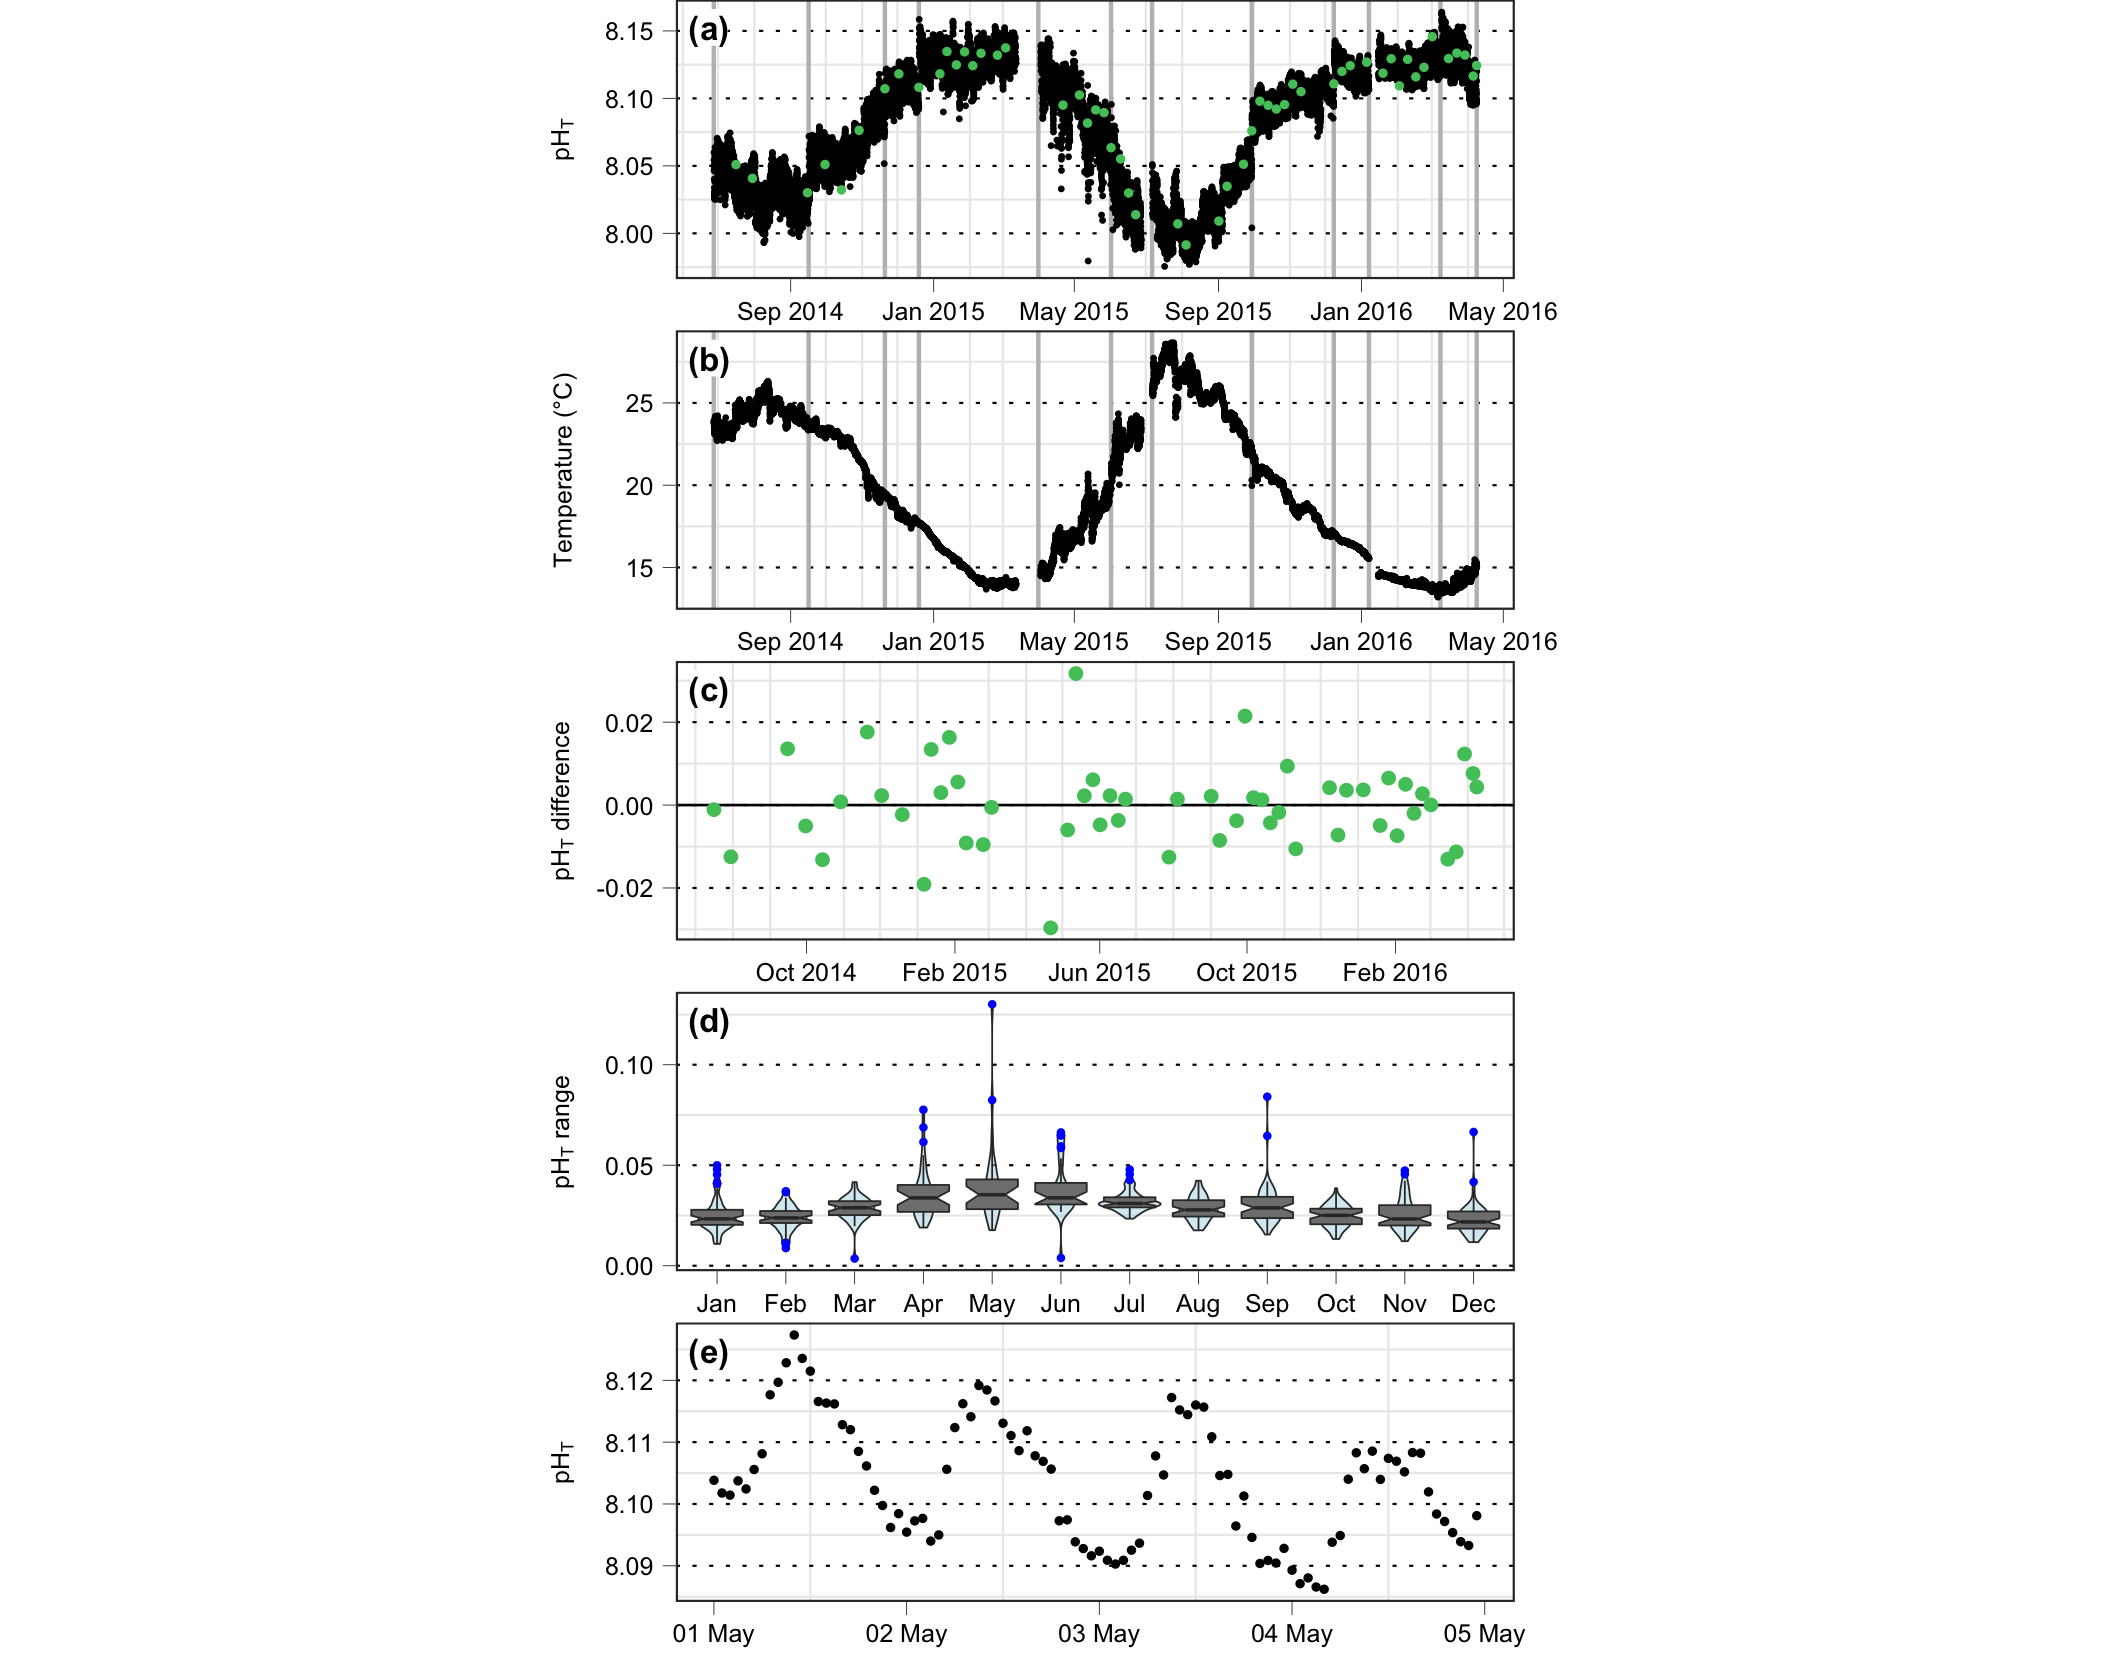 (a)
8.15
8.10
8.05
8.00
pHT
Sep 2014 Jan 2015 May 2015 Sep 2015 Jan 2016 May 2016
(b)
25
20
15
Temperature (°C)
Sep 2014 Jan 2015 May 2015 Sep 2015 Jan 2016 May 2016
(c)
0.02
0.00
-0.02
pHT difference
Oct 2014 Feb 2015 Jun 2015 Oct 2015 Feb 2016
(d)
0.10
0.05
0.00
pHT range
Jan Feb Mar Apr May Jun Jul Aug Sep Oct Nov Dec
(e)
8.12
8.11
8.10
8.09
pHT
01 May 02 May 03 May 04 May 05 May